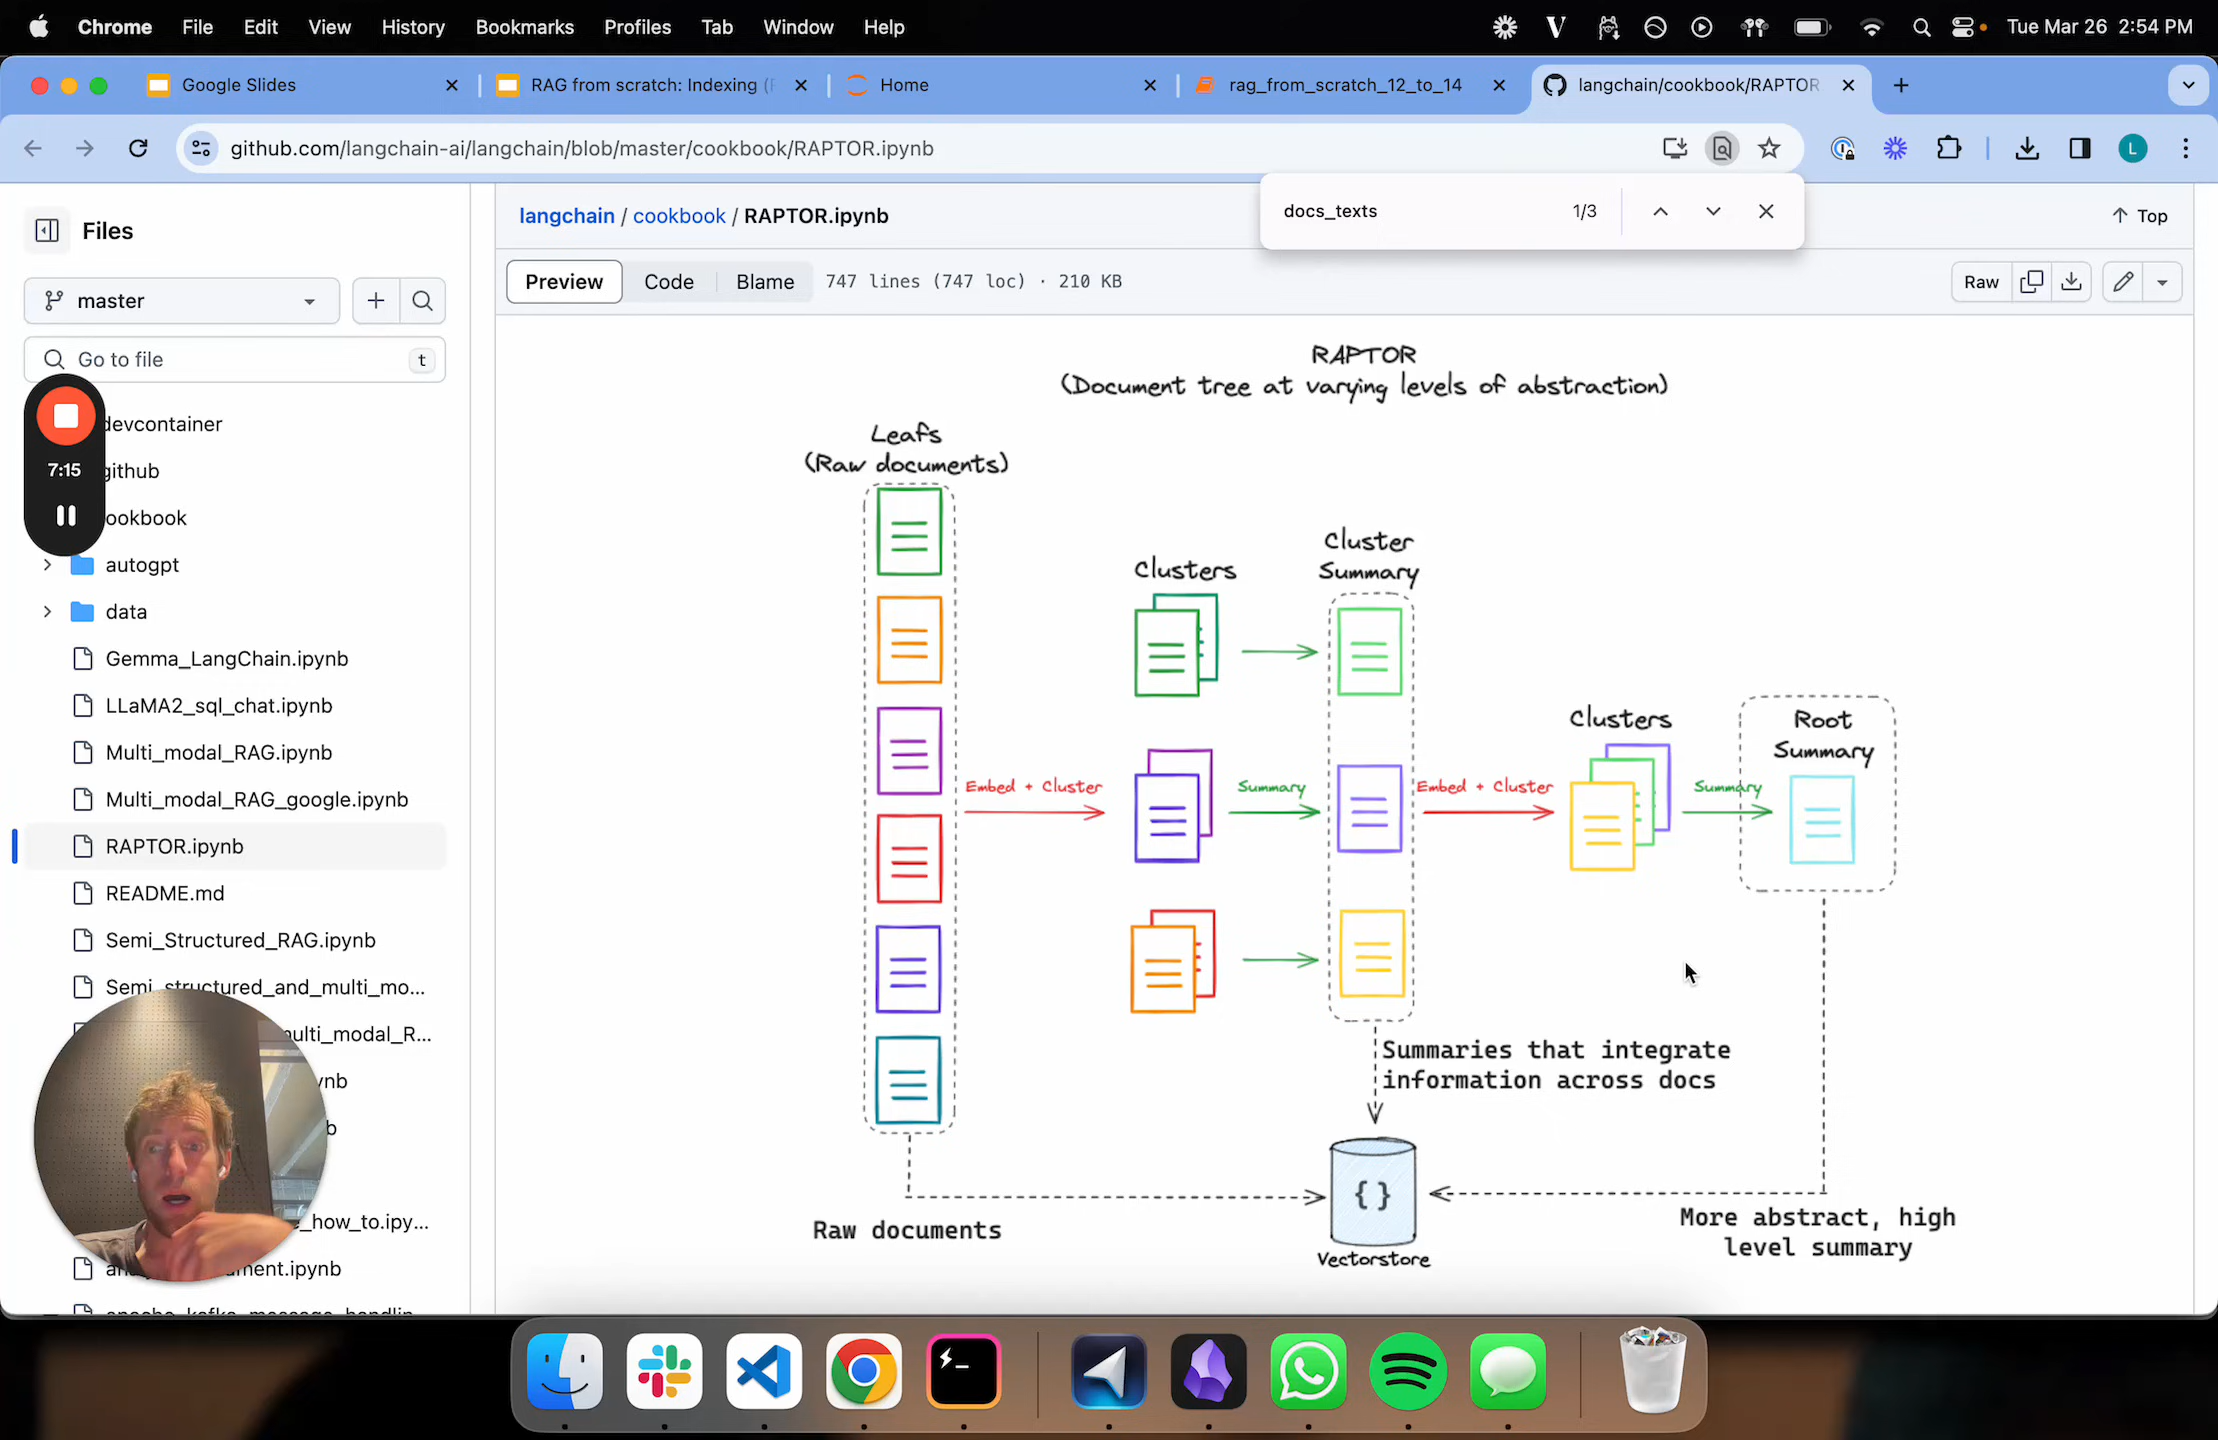 Chrome File Edit View History Bookmarks Profiles Tab Window Help
Tue Mar 26 2:54 PM
Google Slides
RAG from scratch: Indexing (
Home
rag_from_scratch_12_to_14
langchain/cookbook/RAPTOR
github.com/langchain-ai/langchain/blob/master/cookbook/RAPTOR.ipynb
L
docs_texts 1/3
Files
master
Go to file t
7:15
devcontainer
github
ookbook
autogpt
data
Gemma_LangChain.ipynb
LLaMA2_sql_chat.ipynb
Multi_modal_RAG.ipynb
Multi_modal_RAG_google.ipynb
RAPTOR.ipynb
README.md
Semi_Structured_RAG.ipynb
Semi_structured_and_multi_mo...
multi_modal_R...
nb
b
_how_to.ipy...
ment.ipynb
langchain / cookbook / RAPTOR.ipynb
Top
Preview Code Blame 747 lines (747 loc) · 210 KB
Raw
RAPTOR
(Document tree at varying levels of abstraction)
Leafs
(Raw documents)
Clusters
Cluster
Summary
Clusters
Root
Summary
Embed + Cluster
Summary
Embed + Cluster
Summary
Summaries that integrate
information across docs
Raw documents
{}
Vectorstore
More abstract, high
level summary